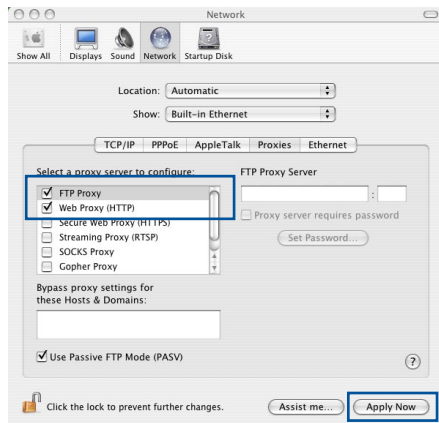 Network
Show All Displays Sound Network Startup Disk
Location: Automatic
Show: Built-in Ethernet
TCP/IP PPPoE AppleTalk Proxies Ethernet
Select a proxy server to configure: FTP Proxy Server
FTP Proxy :
Web Proxy (HTTP) Proxy server requires password
Secure Web Proxy (HTTPS)
Streaming Proxy (RTSP) Set Password...
SOCKS Proxy
Gopher Proxy
Bypass proxy settings for
these Hosts & Domains:
Use Passive FTP Mode (PASV) ?
Click the lock to prevent further changes. Assist me... Apply Now